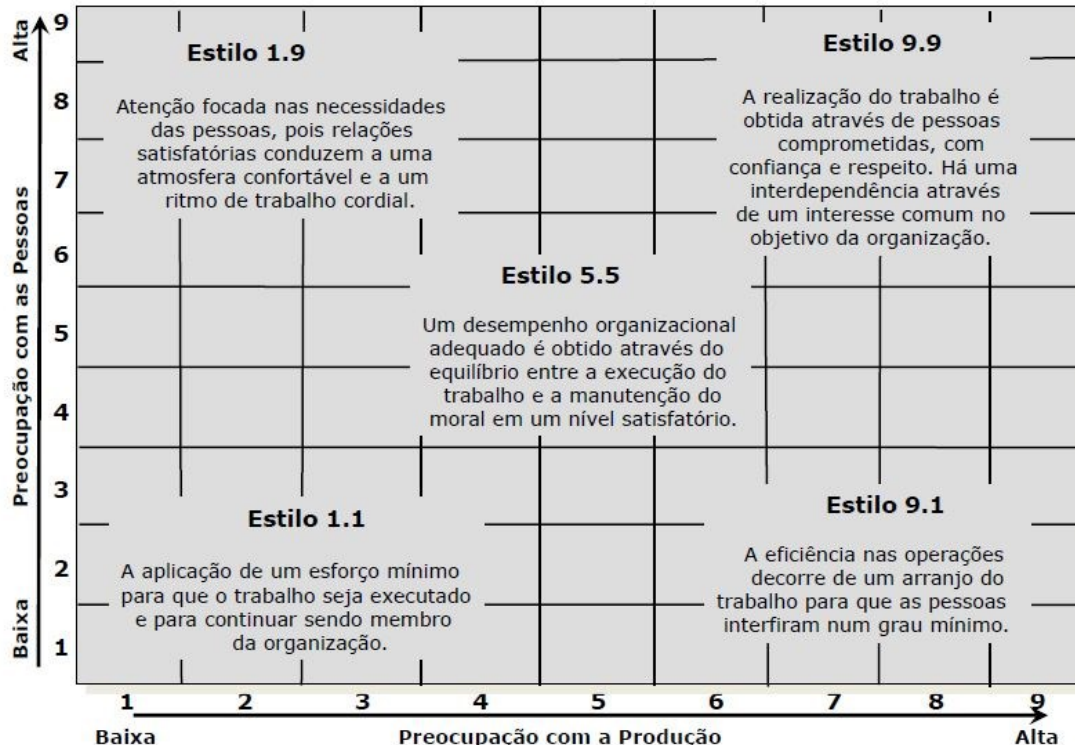 Preocupação com as Pessoas
Alta
Baixa
9
8
7
6
5
4
3
2
1
Estilo 1.9
Atenção focada nas necessidades
das pessoas, pois relações
satisfatórias conduzem a uma
atmosfera confortável e a um
ritmo de trabalho cordial.
Estilo 9.9
A realização do trabalho é
obtida através de pessoas
comprometidas, com
confiança e respeito. Há uma
interdependência através
de um interesse comum no
objetivo da organização.
Estilo 5.5
Um desempenho organizacional
adequado é obtido através do
equilíbrio entre a execução do
trabalho e a manutenção do
moral em um nível satisfatório.
Estilo 1.1
A aplicação de um esforço mínimo
para que o trabalho seja executado
e para continuar sendo membro
da organização.
Estilo 9.1
A eficiência nas operações
decorre de um arranjo do
trabalho para que as pessoas
interfiram num grau mínimo.
1 2 3 4 5 6 7 8 9
Baixa Preocupação com a Produção Alta